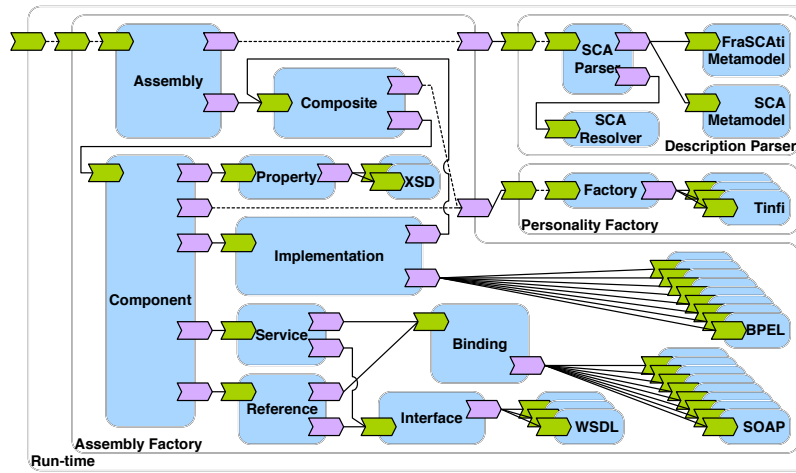 Assembly
Composite
SCA
Parser
FraSCAti
Metamodel
SCA
Metamodel
SCA
Resolver
Description Parser
Property
XSD
Factory
Tinfi
Personality Factory
Implementation
Component
BPEL
Service
Binding
Reference
Interface
WSDL
SOAP
Assembly Factory
Run-time